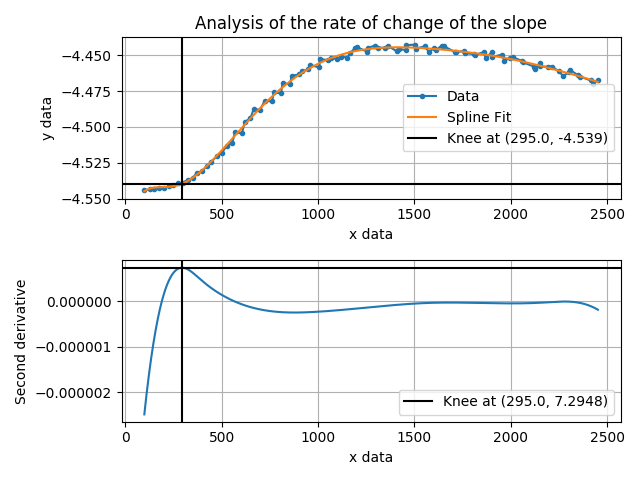 Analysis of the rate of change of the slope
y data
−4.450
−4.475
−4.500
−4.525
−4.550
Data
Spline Fit
Knee at (295.0, -4.539)
0 500 1000 1500 2000 2500
x data
Second derivative
0.000000
−0.000001
−0.000002
Knee at (295.0, 7.2948)
0 500 1000 1500 2000 2500
x data